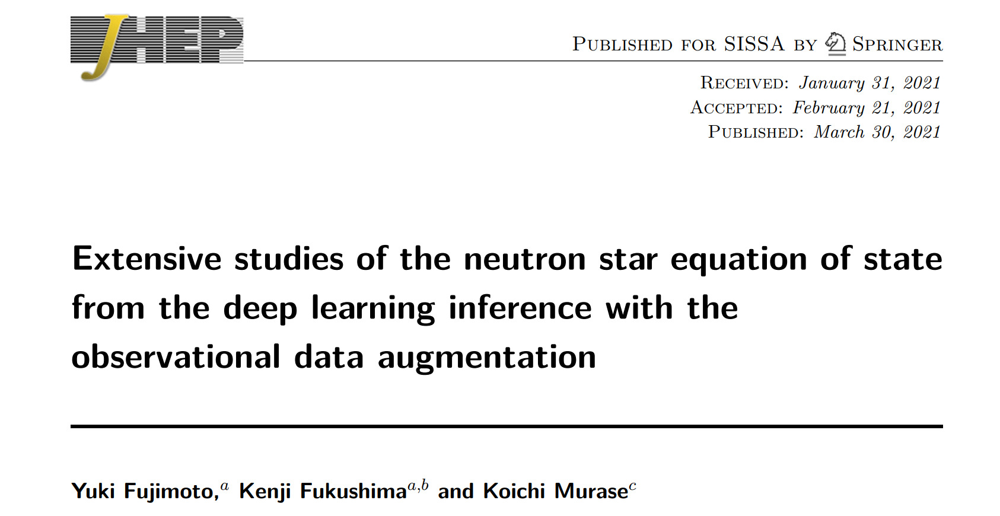 JHEP
Published for SISSA by Springer
Received: January 31, 2021
Accepted: February 21, 2021
Published: March 30, 2021
Extensive studies of the neutron star equation of state
from the deep learning inference with the
observational data augmentation
Yuki Fujimoto,a Kenji Fukushimaa,b and Koichi Murasec